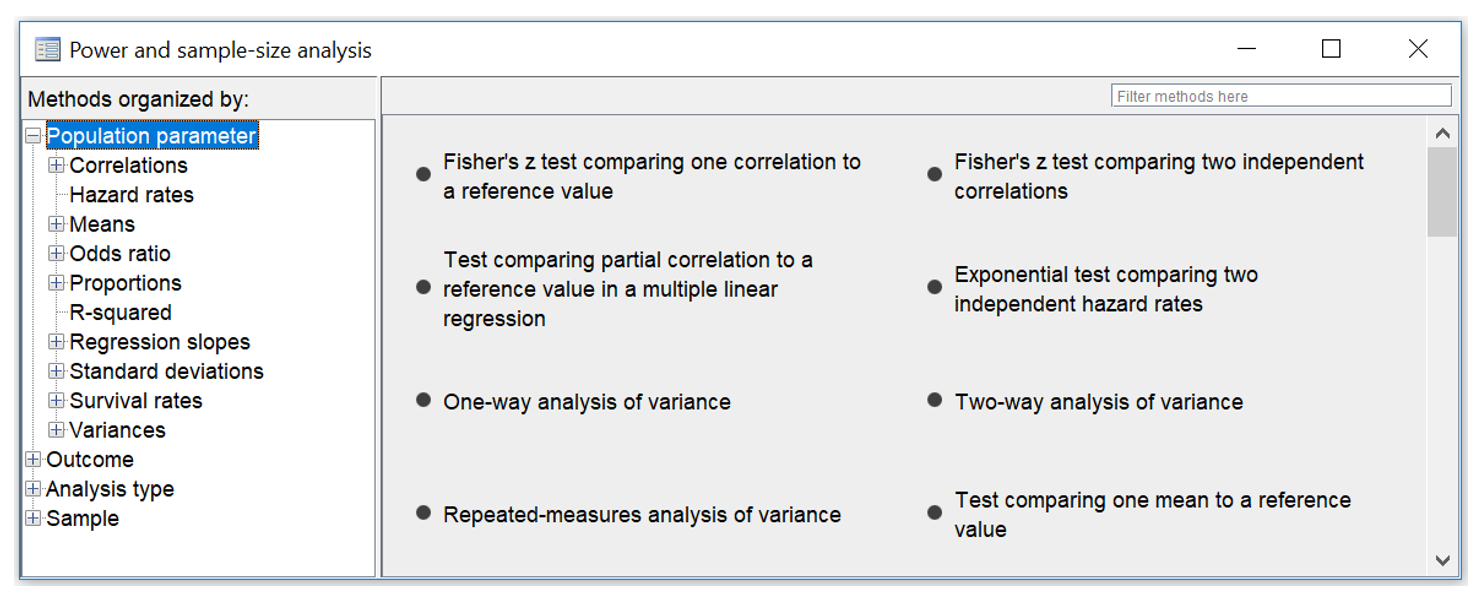 Power and sample-size analysis
Methods organized by:
Filter methods here
Population parameter
Correlations
Hazard rates
Means
Odds ratio
Proportions
R-squared
Regression slopes
Standard deviations
Survival rates
Variances
Outcome
Analysis type
Sample
Fisher's z test comparing one correlation to
a reference value
Fisher's z test comparing two independent
correlations
Test comparing partial correlation to a
reference value in a multiple linear
regression
Exponential test comparing two
independent hazard rates
One-way analysis of variance
Two-way analysis of variance
Repeated-measures analysis of variance
Test comparing one mean to a reference
value